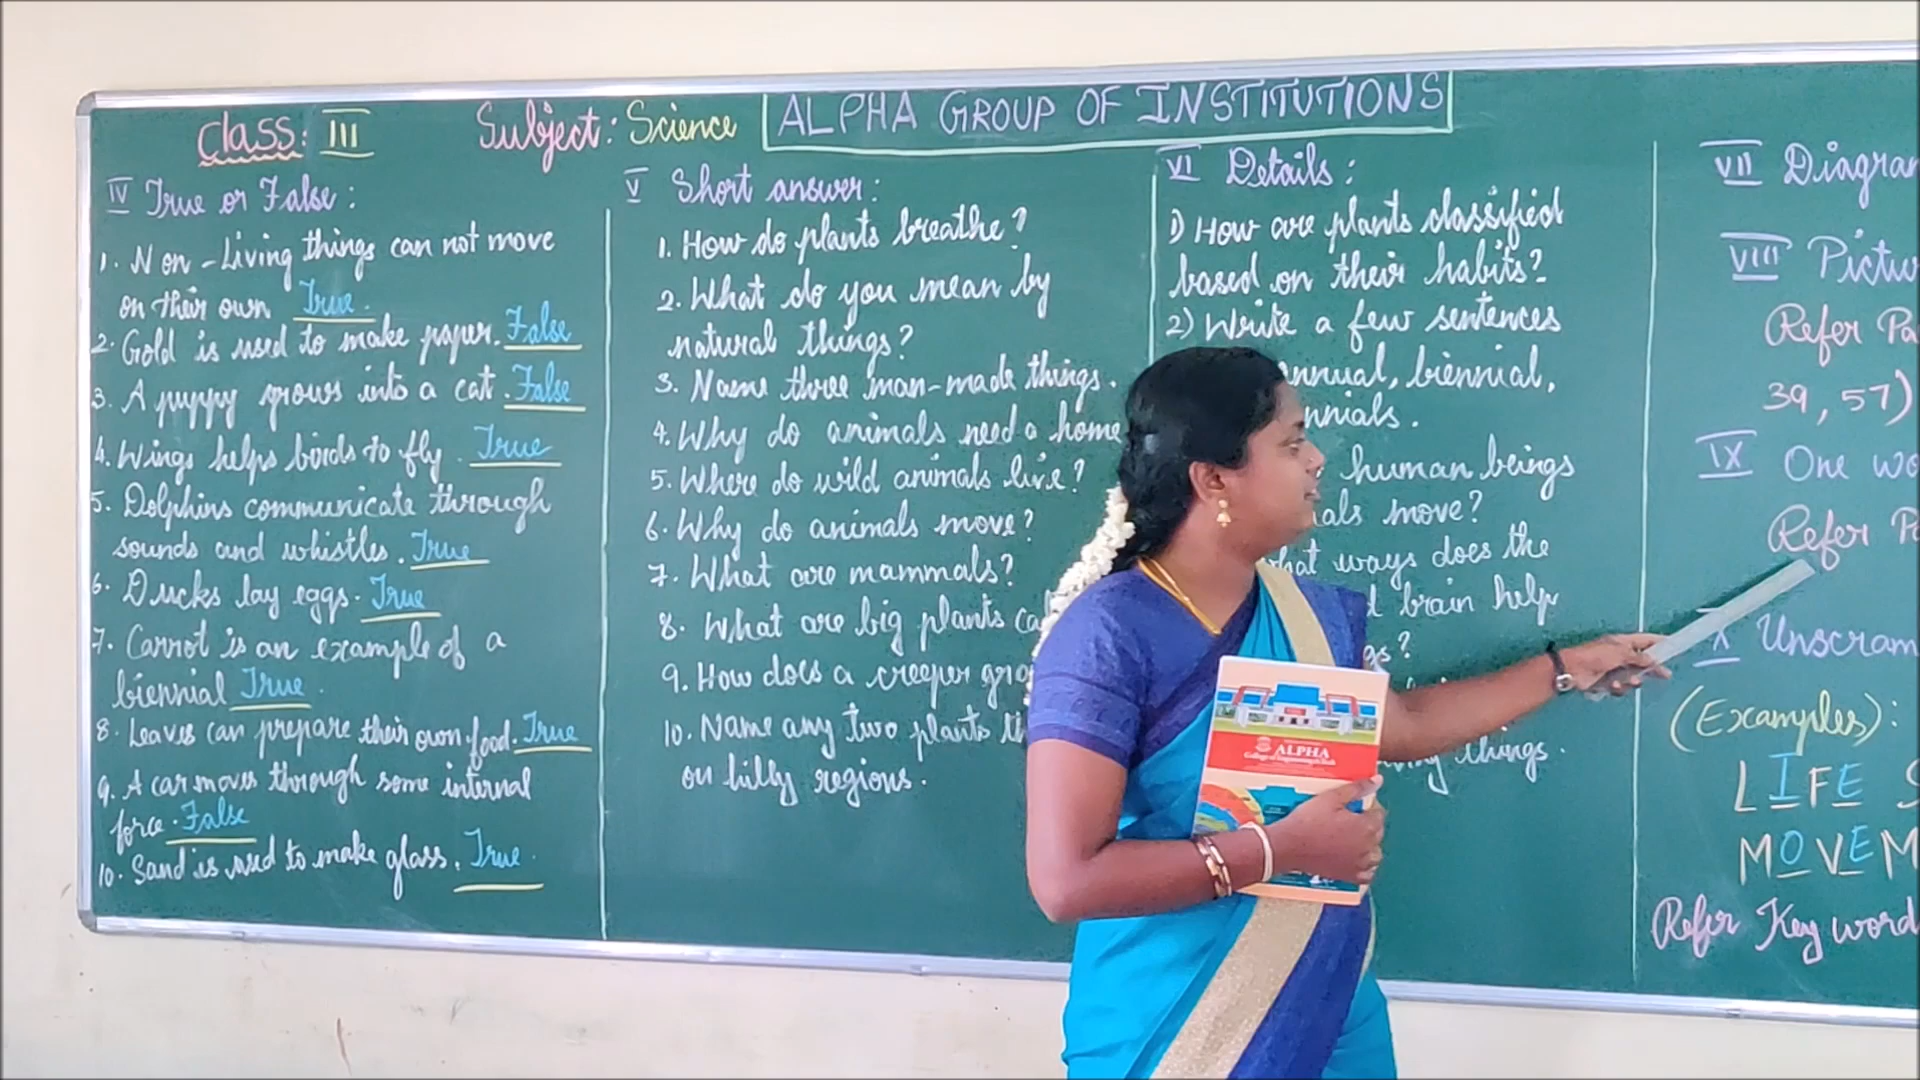 Class: III
Subject: Science
ALPHA GROUP OF INSTITUTIONS
IV True or False:
1. Non-Living things can not move
on their own True.
2. Gold is used to make paper. False
3. A puppy grows into a cat. False
4. Wings helps birds to fly. True
5. Dolphins communicate through
sounds and whistles. True
6. Ducks lay eggs. True
7. Carrot is an example of a
biennial True.
8. Leaves can prepare their own food. True
9. A car moves through some internal
force. False
10. Sand is used to make glass. True.
V Short answer:
1. How do plants breathe?
2. What do you mean by
natural things?
3. Name three man-made things.
4. Why do animals need a home
5. Where do wild animals live?
6. Why do animals move?
7. What are mammals?
8. What are big plants
9. How does a creeper
10. Name any two plants
on hilly regions.
VI Details:
1) How are plants classified
based on their habits?
2) Write a few sentences
biennial,
human beings
move?
ways does the
brain help
things.
VII
VIII
Refer
39, 57)
IX One
Refer
X
(Examples):
LIFE
Refer Key
ALPHA
College of Engineering